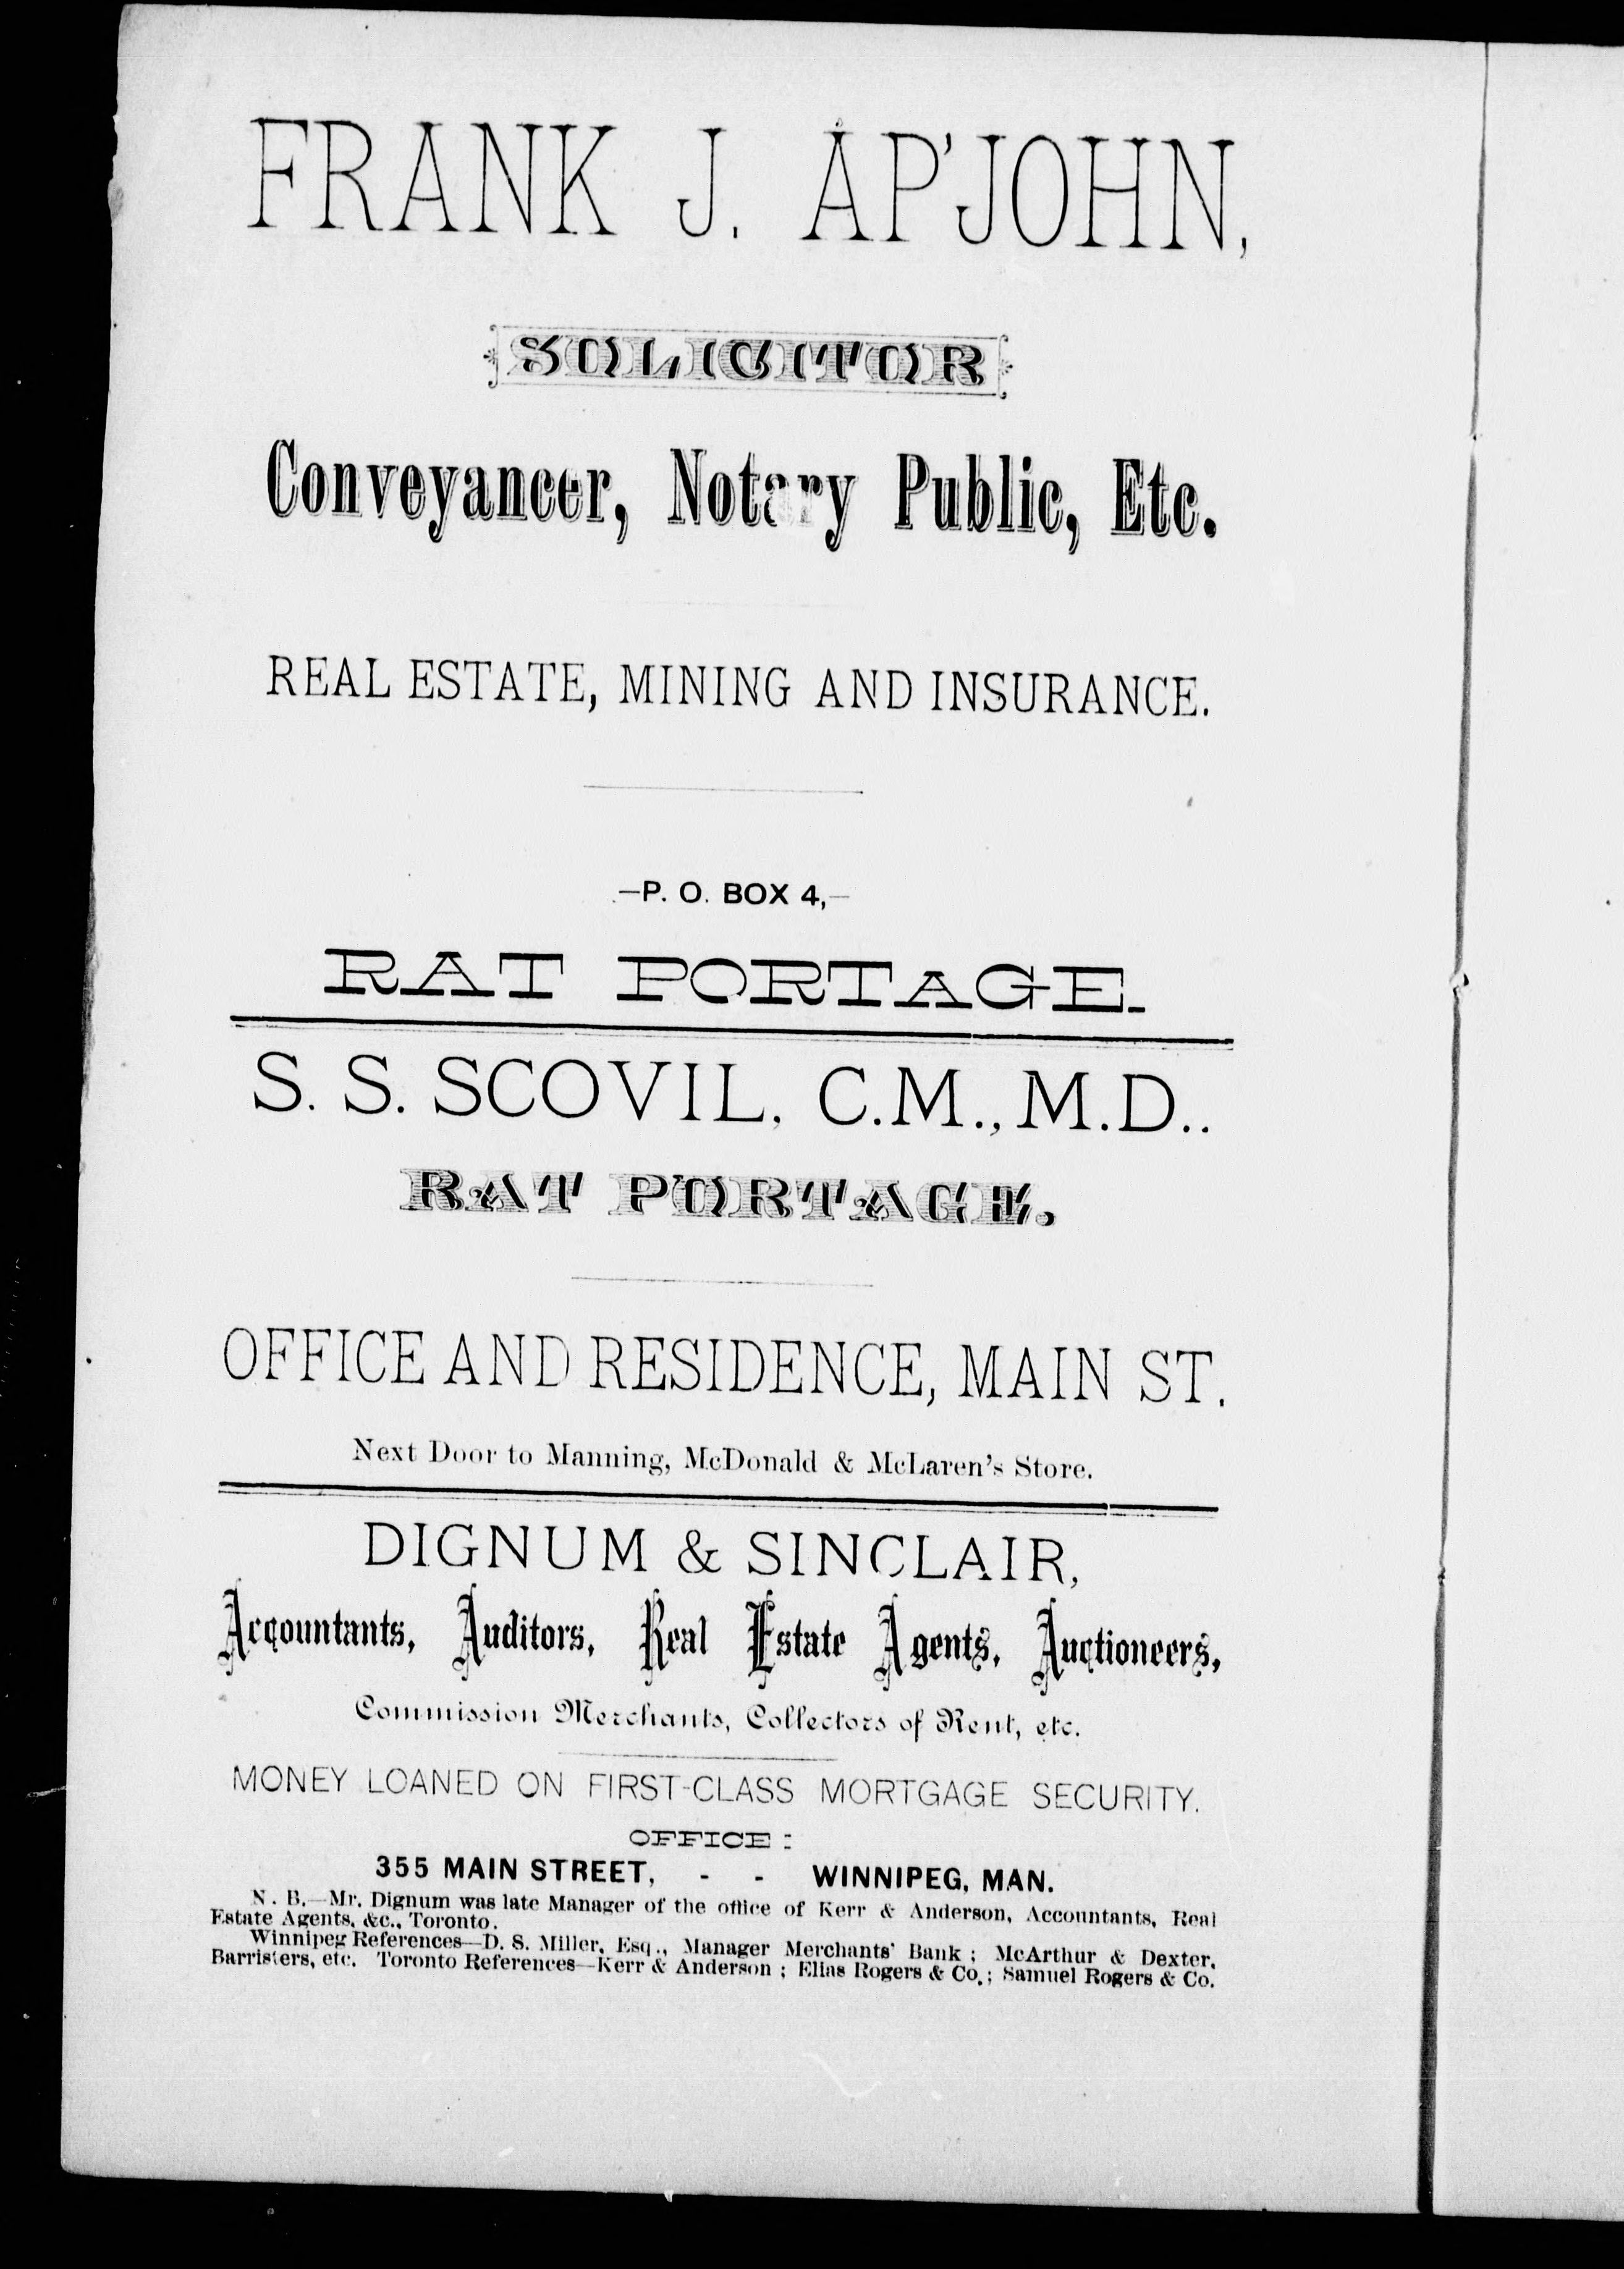 FRANK J. AP'JOHN,
SOLICITOR
Conveyancer, Notary Public, Etc.
REAL ESTATE, MINING AND INSURANCE.
—P. O. BOX 4,—
RAT PORTAGE.
S. S. SCOVIL, C.M., M.D..
RAT PORTAGE.
OFFICE AND RESIDENCE, MAIN ST.
Next Door to Manning, McDonald & McLaren's Store.
DIGNUM & SINCLAIR,
Accountants, Auditors, Real Estate Agents, Auctioneers,
Commission Merchants, Collectors of Rent, etc.
MONEY LOANED ON FIRST-CLASS MORTGAGE SECURITY.
OFFICE:
355 MAIN STREET, - - WINNIPEG, MAN.
N. B.—Mr. Dignum was late Manager of the office of Kerr & Anderson, Accountants, Real
Estate Agents, &c., Toronto.
Winnipeg References—D. S. Miller, Esq., Manager Merchants' Bank; McArthur & Dexter,
Barristers, etc. Toronto References—Kerr & Anderson; Elias Rogers & Co.; Samuel Rogers & Co.